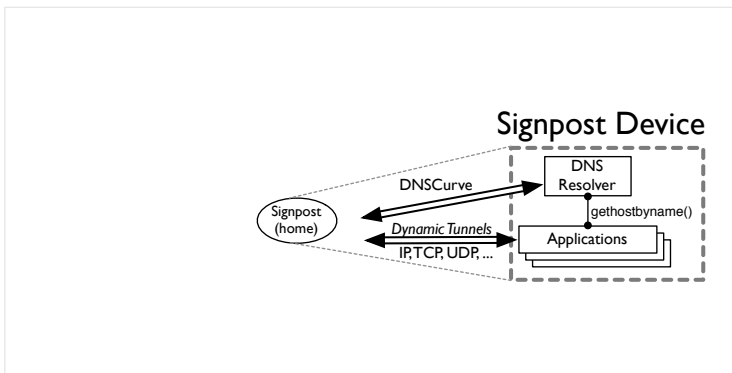 Signpost Device
DNS
Resolver
DNSCurve
gethostbyname()
Signpost
(home)
Dynamic Tunnels
Applications
IP, TCP, UDP, ...